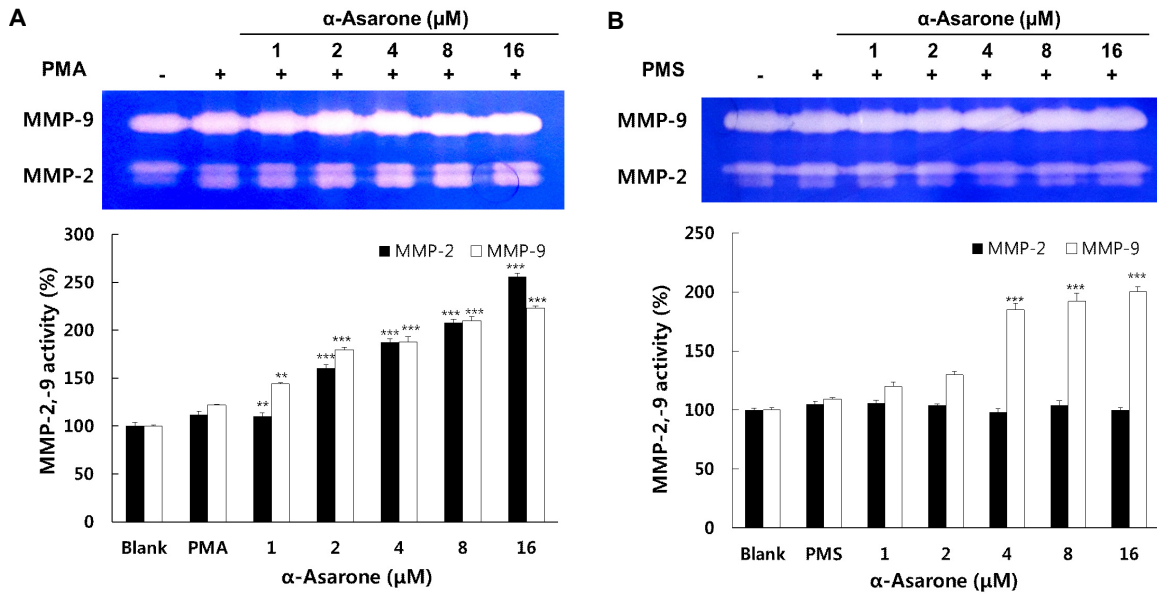 A
α-Asarone (μM)
1 2 4 8 16
PMA - + + + + + +
MMP-9
MMP-2
300
250
200
150
100
50
0
MMP-2,-9 activity (%)
MMP-2 MMP-9
** ** *** *** *** *** *** *** *** ***
Blank PMA 1 2 4 8 16
α-Asarone (μM)
B
α-Asarone (μM)
1 2 4 8 16
PMS - + + + + + +
MMP-9
MMP-2
250
200
150
100
50
0
MMP-2,-9 activity (%)
MMP-2 MMP-9
*** *** ***
Blank PMS 1 2 4 8 16
α-Asarone (μM)